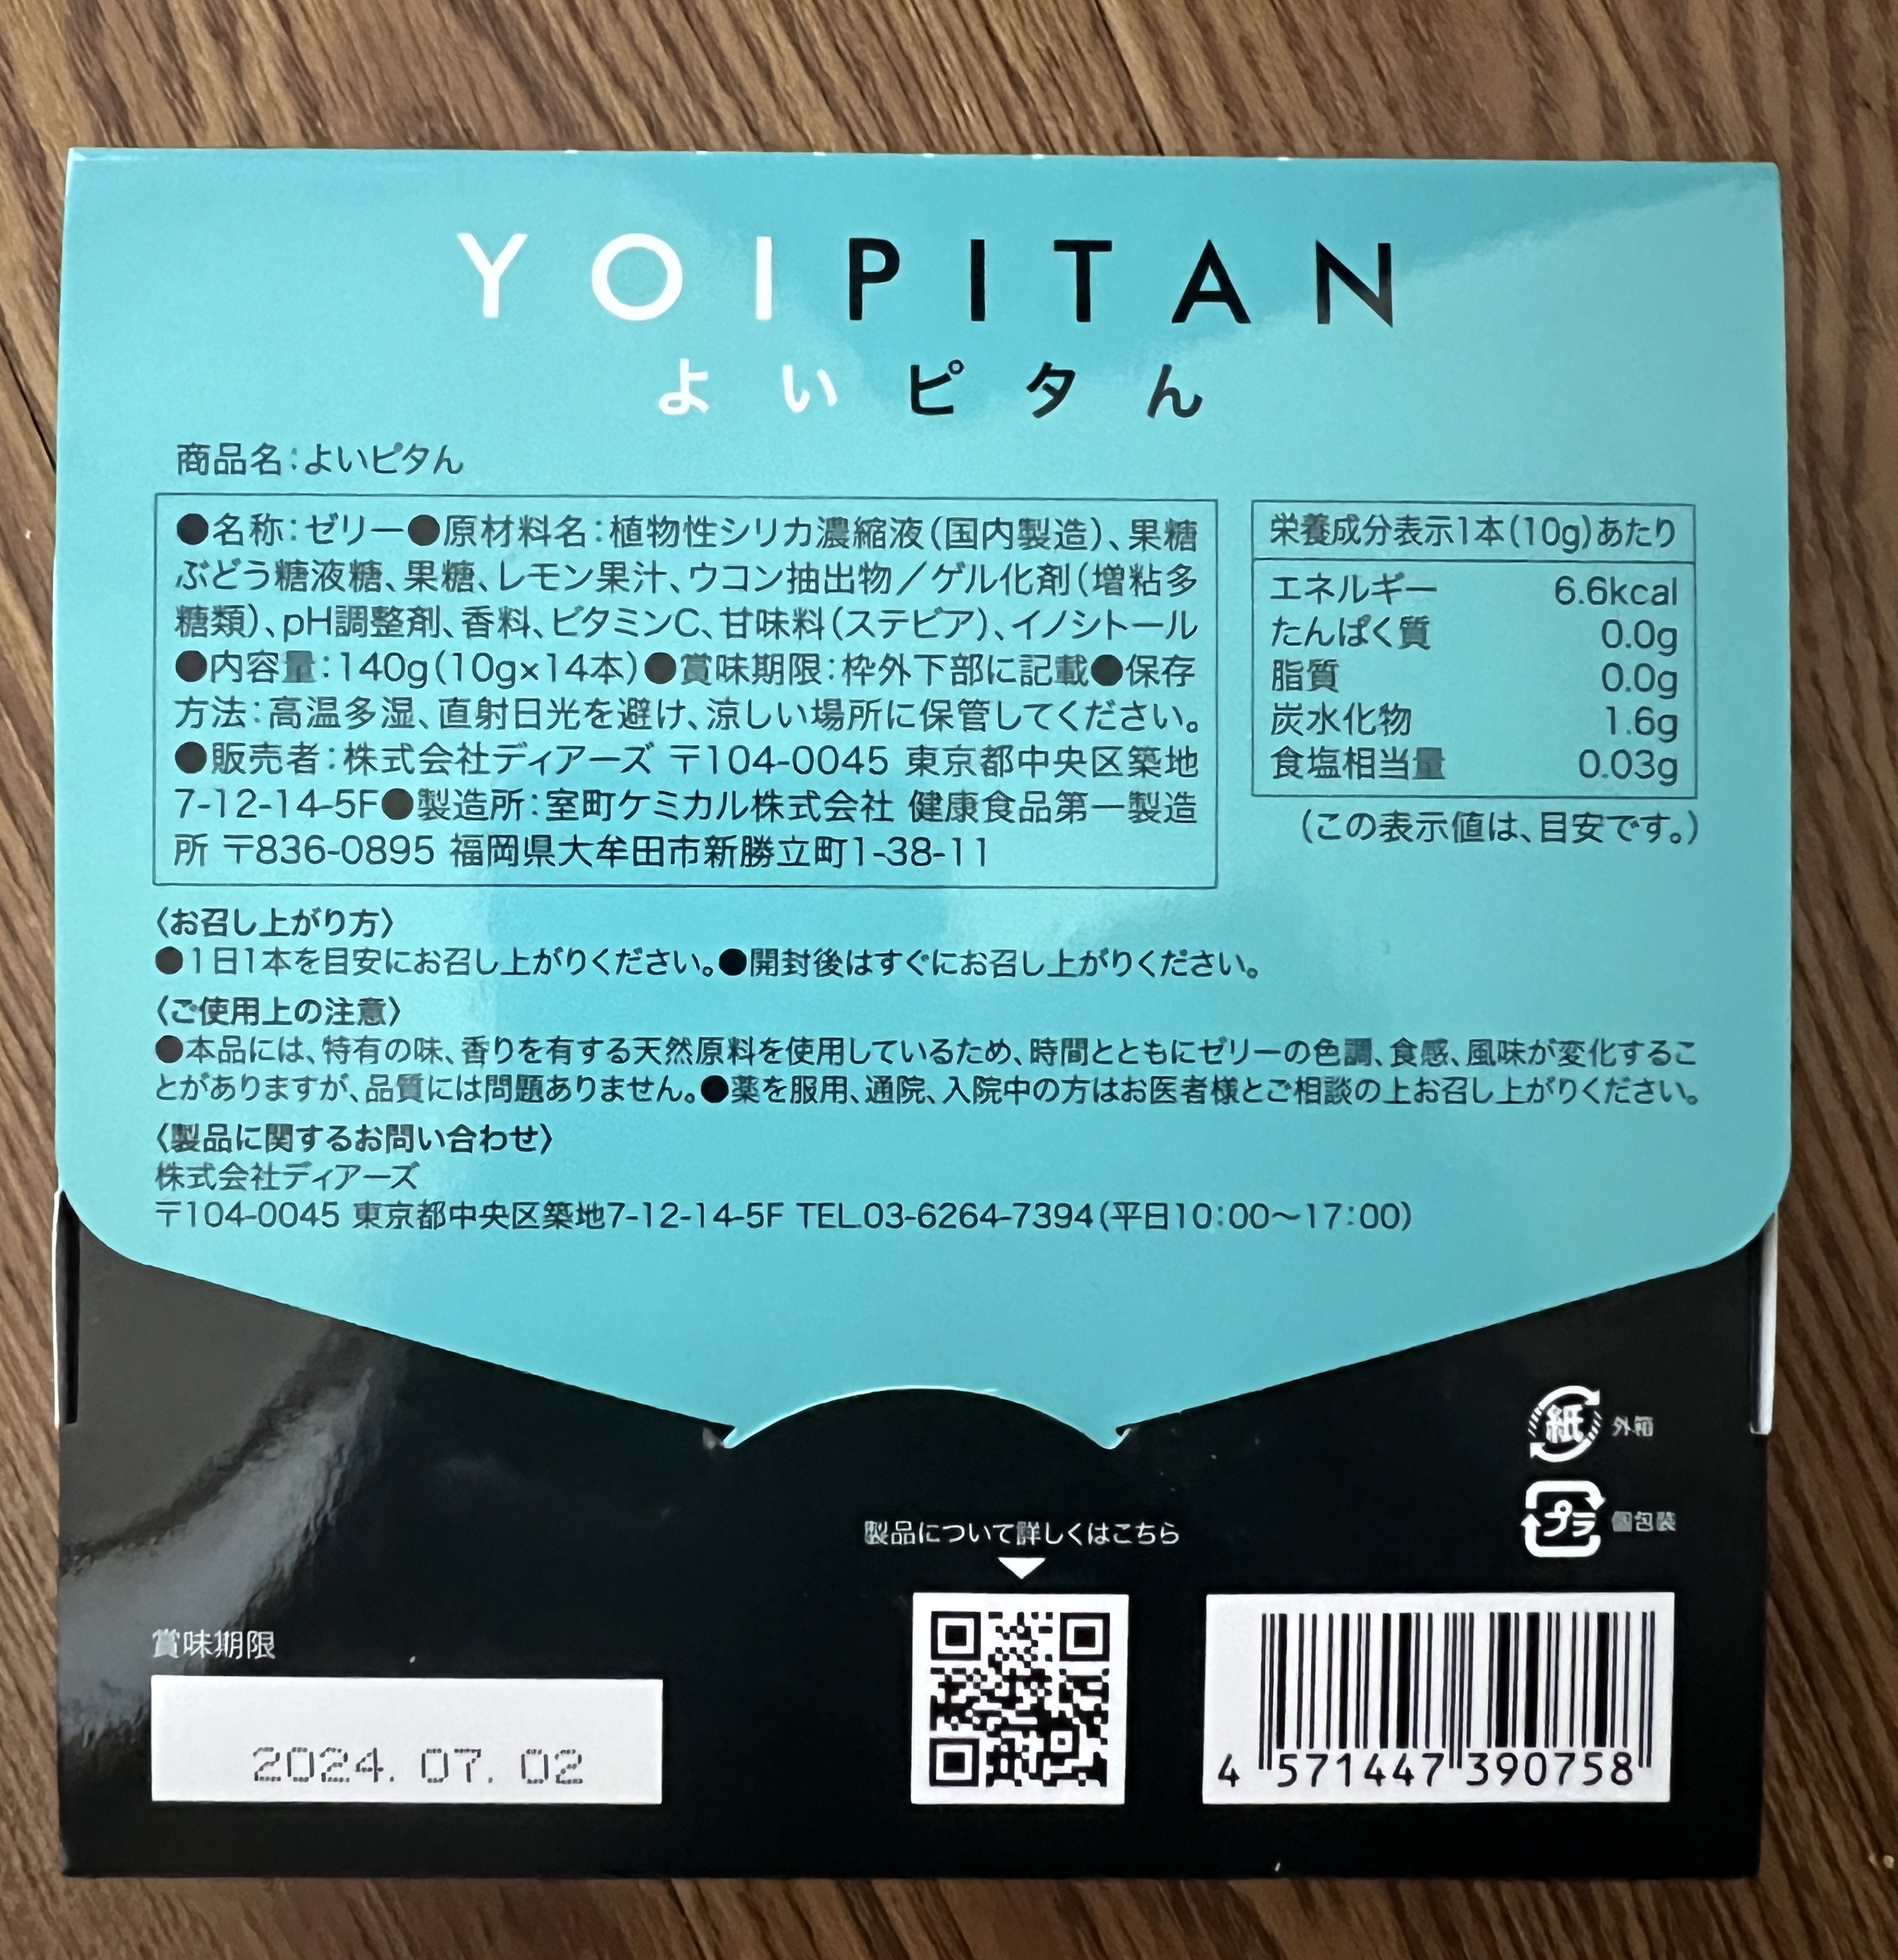 YOIPITAN
よいピタん
商品名：よいピタん
●名称：ゼリー●原材料名：植物性シリカ濃縮液（国内製造）、果糖
ぶどう糖液糖、果糖、レモン果汁、ウコン抽出物／ゲル化剤（増粘多
糖類）、pH調整剤、香料、ビタミンC、甘味料（ステビア）、イノシトール
●内容量：140g（10g×14本）●賞味期限：枠外下部に記載●保存
方法：高温多湿、直射日光を避け、涼しい場所に保管してください。
●販売者：株式会社ディアーズ 〒104-0045 東京都中央区築地
7-12-14-5F●製造所：室町ケミカル株式会社 健康食品第一製造
所 〒836-0895 福岡県大牟田市新勝立町1-38-11
栄養成分表示1本（10g）あたり
エネルギー 6.6kcal
たんぱく質 0.0g
脂質 0.0g
炭水化物 1.6g
食塩相当量 0.03g
（この表示値は、目安です。）
〈お召し上がり方〉
●1日1本を目安にお召し上がりください。●開封後はすぐにお召し上がりください。
〈ご使用上の注意〉
●本品には、特有の味、香りを有する天然原料を使用しているため、時間とともにゼリーの色調、食感、風味が変化するこ
とがありますが、品質には問題ありません。●薬を服用、通院、入院中の方はお医者様とご相談の上お召し上がりください。
〈製品に関するお問い合わせ〉
株式会社ディアーズ
〒104-0045 東京都中央区築地7-12-14-5F TEL.03-6264-7394（平日10：00〜17：00）
紙 外箱
プラ 個包装
製品について詳しくはこちら
賞味期限
2024. 07. 02
4 571447 390758